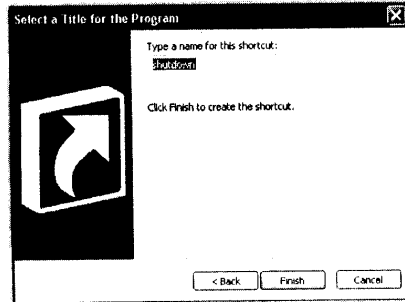 Select a Title for the Program
Type a name for this shortcut:
shutdown
Click Finish to create the shortcut.
< Back
Finish
Cancel